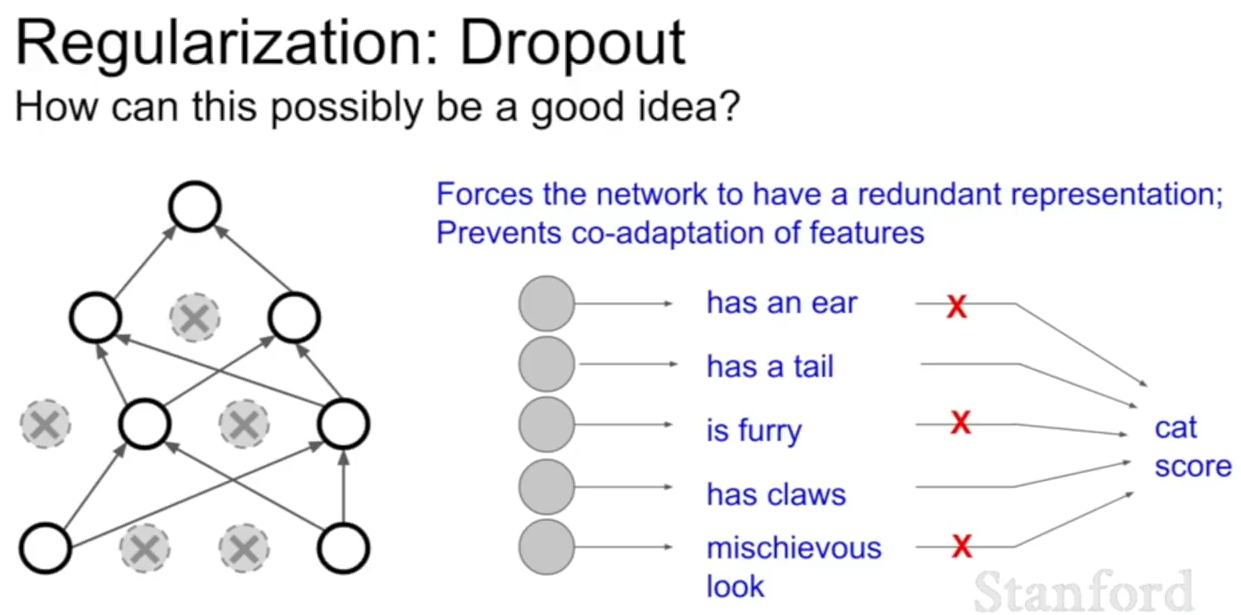 Regularization: Dropout
How can this possibly be a good idea?
Forces the network to have a redundant representation;
Prevents co-adaptation of features
has an ear
X
has a tail
is furry
X
has claws
mischievous
look
X
cat
score
Stanford